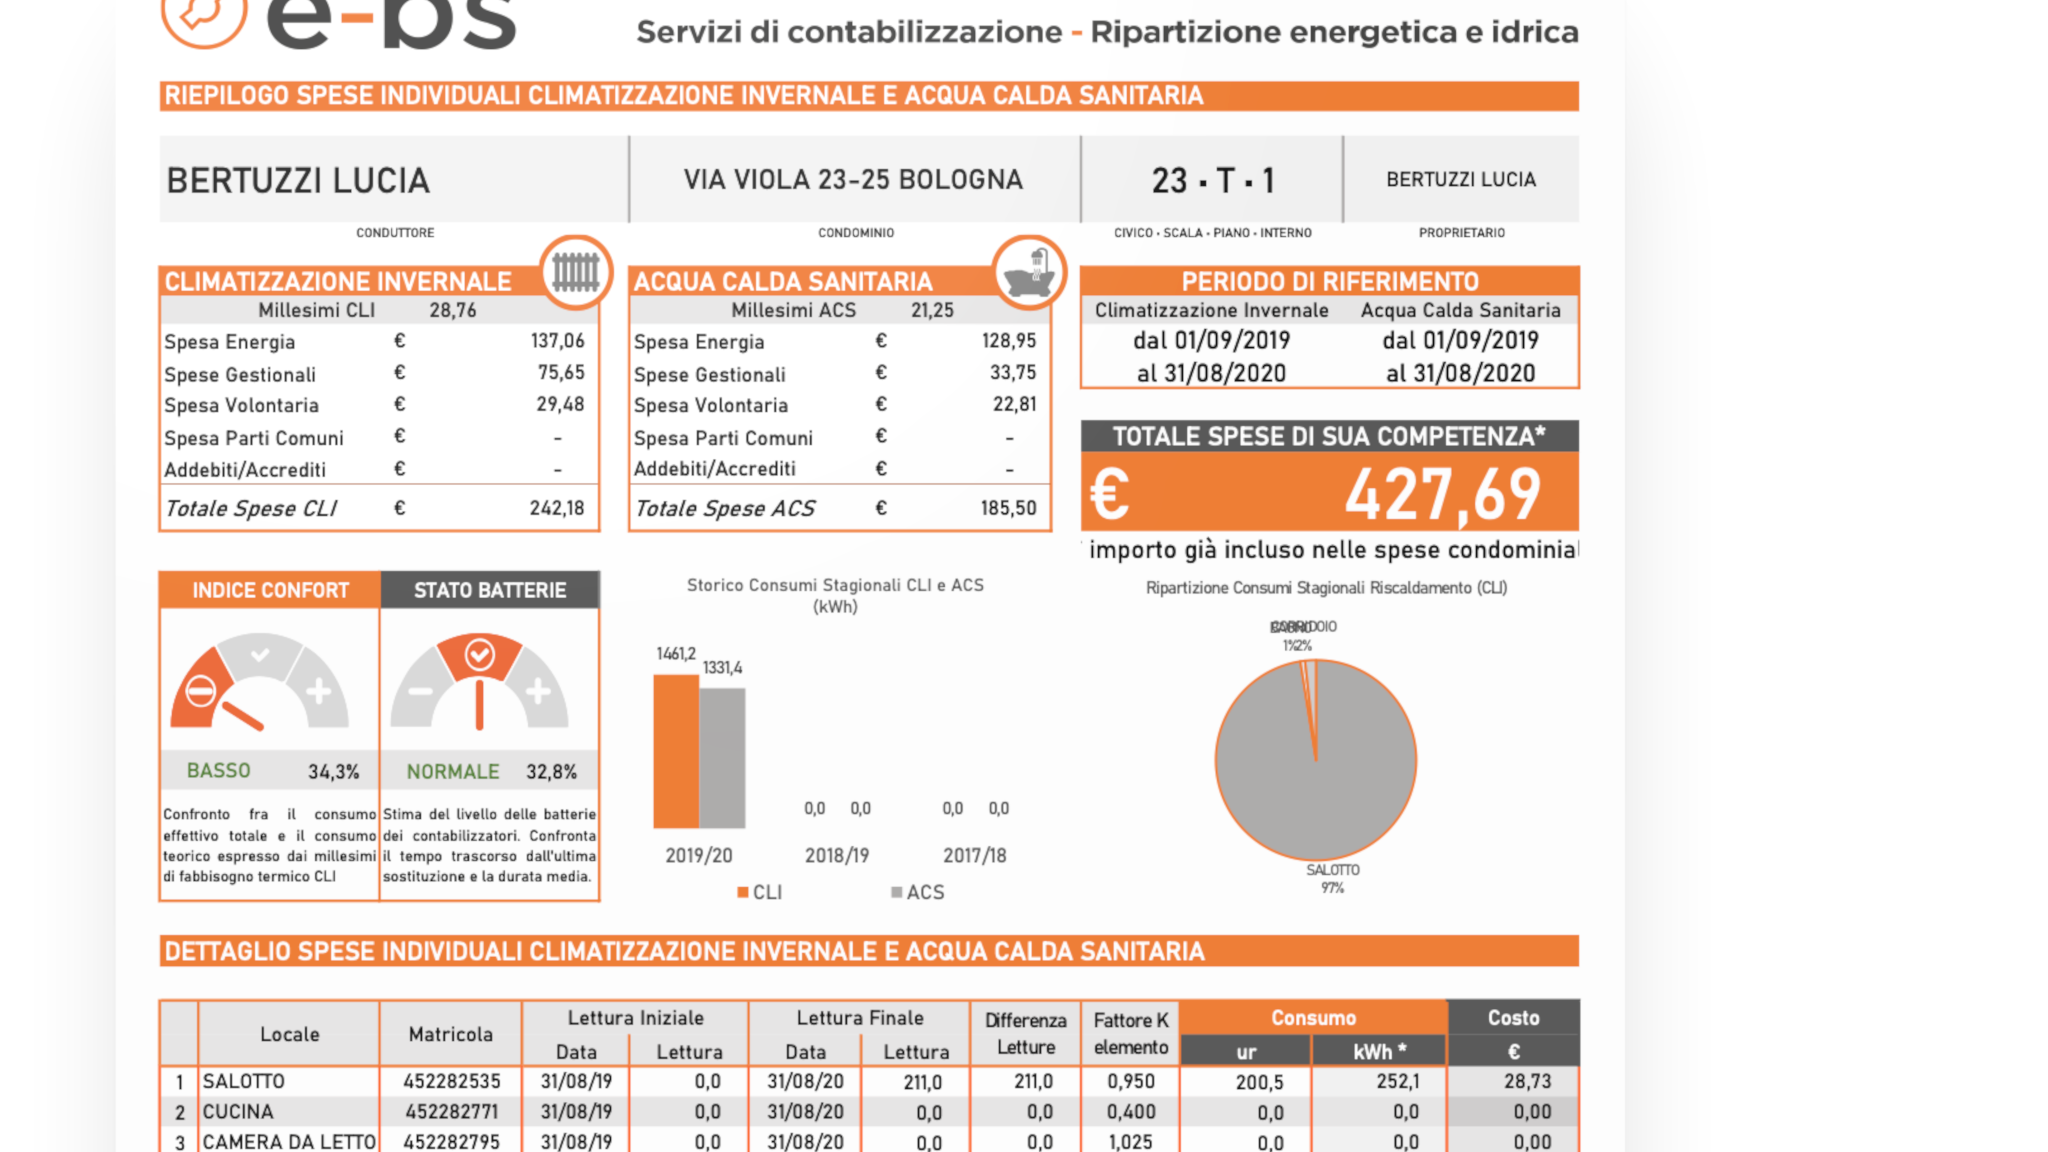 e-bs
Servizi di contabilizzazione - Ripartizione energetica e idrica
RIEPILOGO SPESE INDIVIDUALI CLIMATIZZAZIONE INVERNALE E ACQUA CALDA SANITARIA
BERTUZZI LUCIA VIA VIOLA 23-25 BOLOGNA 23 · T · 1 BERTUZZI LUCIA
CONDUTTORE CONDOMINIO CIVICO · SCALA · PIANO · INTERNO PROPRIETARIO
CLIMATIZZAZIONE INVERNALE
Millesimi CLI 28,76
Spesa Energia € 137,06
Spese Gestionali € 75,65
Spesa Volontaria € 29,48
Spesa Parti Comuni € -
Addebiti/Accrediti € -
Totale Spese CLI € 242,18
ACQUA CALDA SANITARIA
Millesimi ACS 21,25
Spesa Energia € 128,95
Spese Gestionali € 33,75
Spesa Volontaria € 22,81
Spesa Parti Comuni € -
Addebiti/Accrediti € -
Totale Spese ACS € 185,50
PERIODO DI RIFERIMENTO
Climatizzazione Invernale Acqua Calda Sanitaria
dal 01/09/2019 dal 01/09/2019
al 31/08/2020 al 31/08/2020
TOTALE SPESE DI SUA COMPETENZA*
€ 427,69
importo già incluso nelle spese condominial
INDICE CONFORT
BASSO 34,3%
Confronto fra il consumo
effettivo totale e il consumo
teorico espresso dai millesimi
di fabbisogno termico CLI
STATO BATTERIE
NORMALE 32,8%
Stima del livello delle batterie
dei contabilizzatori. Confronta
il tempo trascorso dall'ultima
sostituzione e la durata media.
Storico Consumi Stagionali CLI e ACS
(kWh)
1461,2 1331,4
0,0 0,0 0,0 0,0
2019/20 2018/19 2017/18
CLI ACS
Ripartizione Consumi Stagionali Riscaldamento (CLI)
CORRIDOIO
1% 2%
SALOTTO
97%
DETTAGLIO SPESE INDIVIDUALI CLIMATIZZAZIONE INVERNALE E ACQUA CALDA SANITARIA
Locale Matricola Lettura Iniziale Lettura Finale Differenza Letture Fattore K elemento Consumo Costo
Data Lettura Data Lettura ur kWh * €
1 SALOTTO 452282535 31/08/19 0,0 31/08/20 211,0 211,0 0,950 200,5 252,1 28,73
2 CUCINA 452282771 31/08/19 0,0 31/08/20 0,0 0,0 0,400 0,0 0,0 0,00
3 CAMERA DA LETTO 452282795 31/08/19 0,0 31/08/20 0,0 0,0 1,025 0,0 0,0 0,00